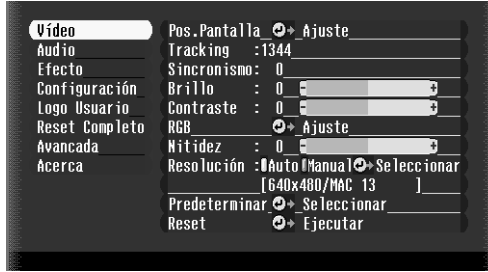 Vídeo
Audio
Efecto
Configuración
Logo Usuario
Reset Completo
Avanzada
Acerca
Pos.Pantalla Ajuste
Tracking :1344
Sincronismo: 0
Brillo : 0 - +
Contraste : 0 - +
RGB Ajuste
Nitidez : 0 - +
Resolución : Auto Manual Seleccionar
[640x480/MAC 13 ]
Predeterminar Seleccionar
Reset Ejecutar